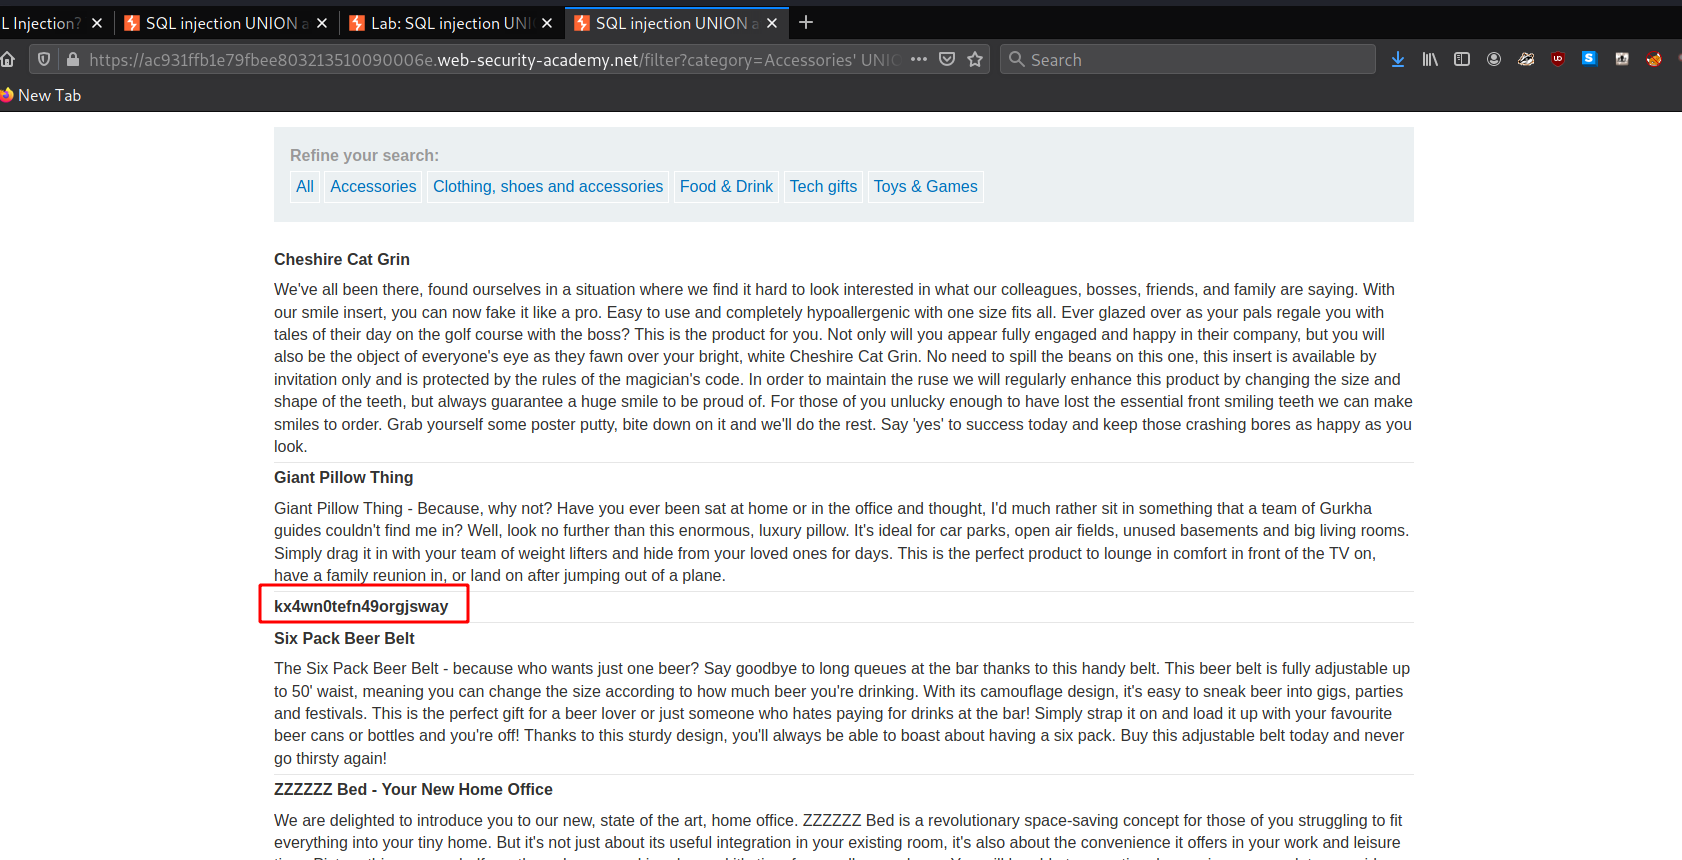 L Injection?
SQL injection UNION a
Lab: SQL injection UNI
SQL injection UNION a
https://ac931ffb1e79fbee803213510090006e.web-security-academy.net/filter?category=Accessories' UNIO
Search
New Tab
Refine your search:
All Accessories Clothing, shoes and accessories Food & Drink Tech gifts Toys & Games
Cheshire Cat Grin
We've all been there, found ourselves in a situation where we find it hard to look interested in what our colleagues, bosses, friends, and family are saying. With
our smile insert, you can now fake it like a pro. Easy to use and completely hypoallergenic with one size fits all. Ever glazed over as your pals regale you with
tales of their day on the golf course with the boss? This is the product for you. Not only will you appear fully engaged and happy in their company, but you will
also be the object of everyone's eye as they fawn over your bright, white Cheshire Cat Grin. No need to spill the beans on this one, this insert is available by
invitation only and is protected by the rules of the magician's code. In order to maintain the ruse we will regularly enhance this product by changing the size and
shape of the teeth, but always guarantee a huge smile to be proud of. For those of you unlucky enough to have lost the essential front smiling teeth we can make
smiles to order. Grab yourself some poster putty, bite down on it and we'll do the rest. Say 'yes' to success today and keep those crashing bores as happy as you
look.
Giant Pillow Thing
Giant Pillow Thing - Because, why not? Have you ever been sat at home or in the office and thought, I'd much rather sit in something that a team of Gurkha
guides couldn't find me in? Well, look no further than this enormous, luxury pillow. It's ideal for car parks, open air fields, unused basements and big living rooms.
Simply drag it in with your team of weight lifters and hide from your loved ones for days. This is the perfect product to lounge in comfort in front of the TV on,
have a family reunion in, or land on after jumping out of a plane.
kx4wn0tefn49orgjsway
Six Pack Beer Belt
The Six Pack Beer Belt - because who wants just one beer? Say goodbye to long queues at the bar thanks to this handy belt. This beer belt is fully adjustable up
to 50' waist, meaning you can change the size according to how much beer you're drinking. With its camouflage design, it's easy to sneak beer into gigs, parties
and festivals. This is the perfect gift for a beer lover or just someone who hates paying for drinks at the bar! Simply strap it on and load it up with your favourite
beer cans or bottles and you're off! Thanks to this sturdy design, you'll always be able to boast about having a six pack. Buy this adjustable belt today and never
go thirsty again!
ZZZZZZ Bed - Your New Home Office
We are delighted to introduce you to our new, state of the art, home office. ZZZZZZ Bed is a revolutionary space-saving concept for those of you struggling to fit
everything into your tiny home. But it's not just about its useful integration in your existing room, it's also about the convenience it offers in your work and leisure